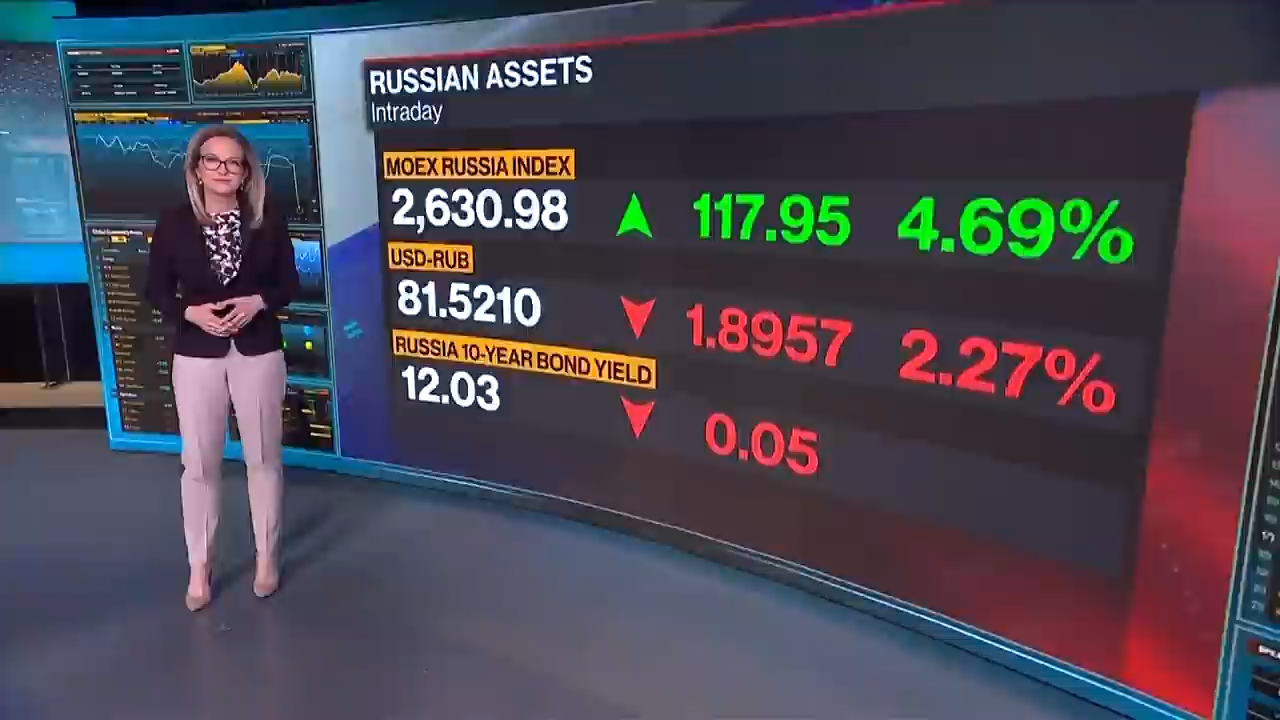 RUSSIAN ASSETS
Intraday
MOEX RUSSIA INDEX
2,630.98 ▲ 117.95 4.69%
USD-RUB
81.5210 ▼ 1.8957 2.27%
RUSSIA 10-YEAR BOND YIELD
12.03 ▼ 0.05